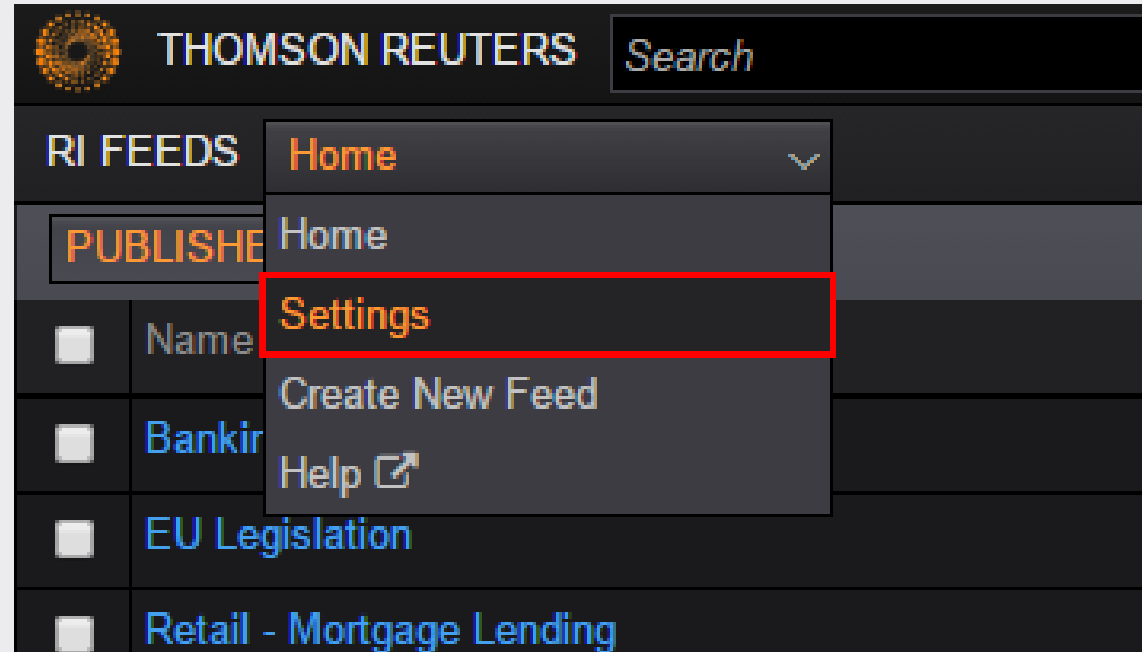 THOMSON REUTERS Search
RI FEEDS Home
Home
Settings
Name
Create New Feed
Help
EU Legislation
Retail - Mortgage Lending